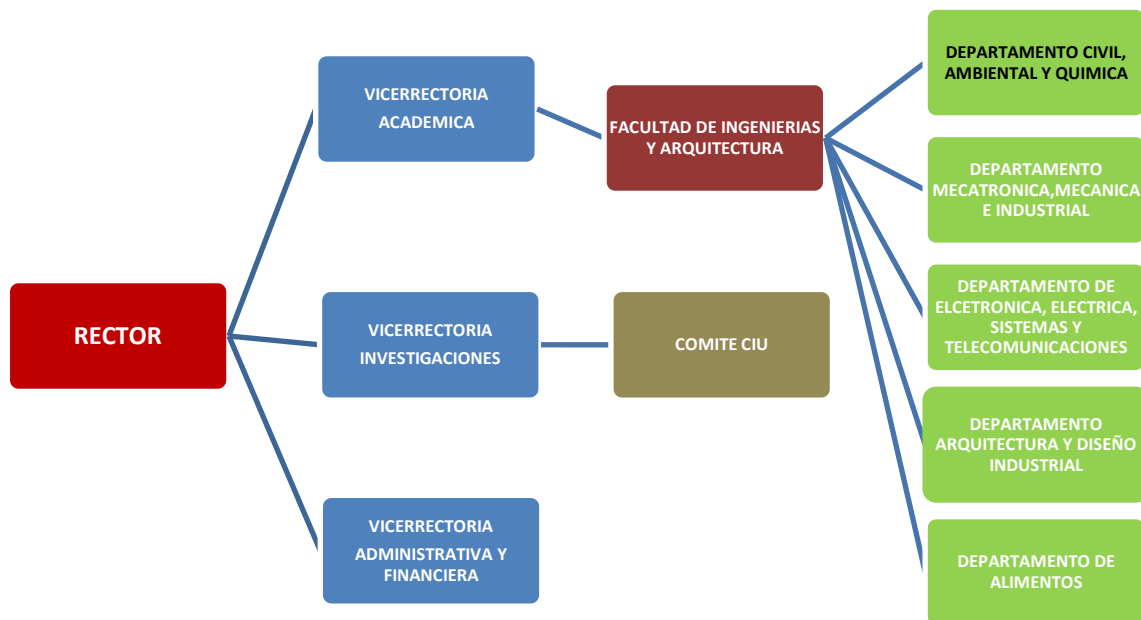 RECTOR
VICERRECTORIA
ACADEMICA
VICERRECTORIA
INVESTIGACIONES
VICERRECTORIA
ADMINISTRATIVA Y
FINANCIERA
FACULTAD DE INGENIERIAS
Y ARQUITECTURA
COMITE CIU
DEPARTAMENTO CIVIL,
AMBIENTAL Y QUIMICA
DEPARTAMENTO
MECATRONICA,MECANICA
E INDUSTRIAL
DEPARTAMENTO DE
ELCETRONICA, ELECTRICA,
SISTEMAS Y
TELECOMUNICACIONES
DEPARTAMENTO
ARQUITECTURA Y DISEÑO
INDUSTRIAL
DEPARTAMENTO DE
ALIMENTOS